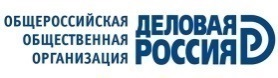 ОБЩЕРОССИЙСКАЯ
ОБЩЕСТВЕННАЯ
ОРГАНИЗАЦИЯ
ДЕЛОВАЯ
РОССИЯ